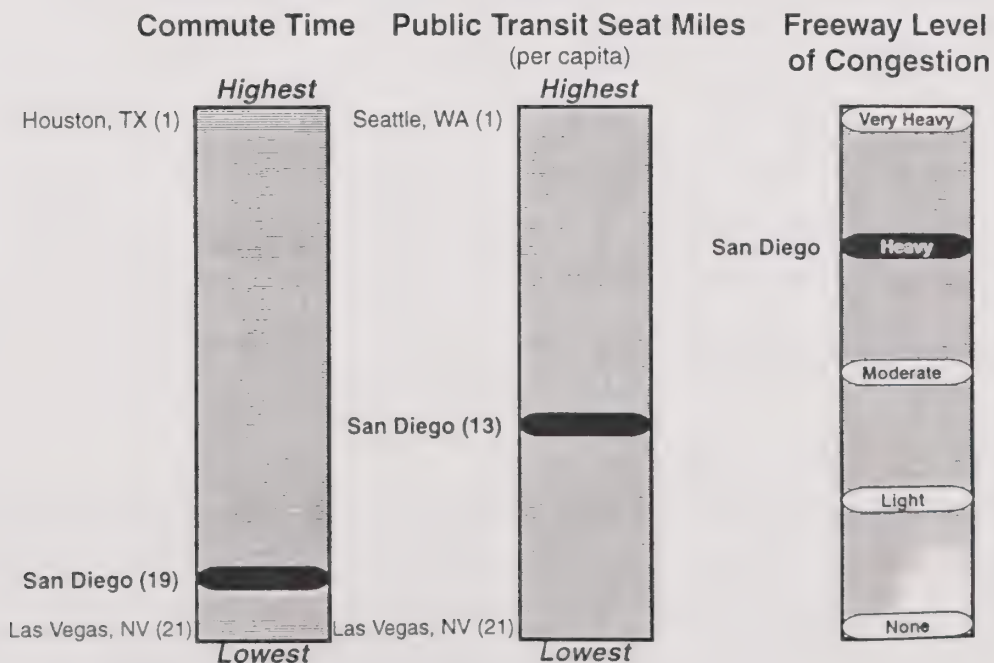 Commute Time
Public Transit Seat Miles
(per capita)
Freeway Level
of Congestion
Highest
Houston, TX (1)
San Diego (19)
Las Vegas, NV (21)
Lowest
Highest
Seattle, WA (1)
San Diego (13)
Las Vegas, NV (21)
Lowest
Very Heavy
San Diego
Heavy
Moderate
Light
None